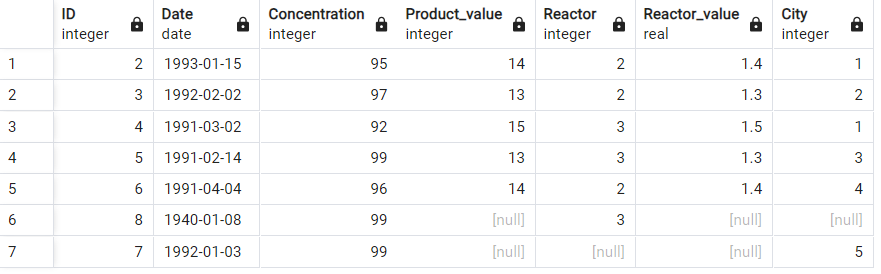 ID Date Concentration Product_value Reactor Reactor_value City
integer date integer integer integer real integer
1 2 1993-01-15 95 14 2 1.4 1
2 3 1992-02-02 97 13 2 1.3 2
3 4 1991-03-02 92 15 3 1.5 1
4 5 1991-02-14 99 13 3 1.3 3
5 6 1991-04-04 96 14 2 1.4 4
6 8 1940-01-08 99 [null] 3 [null] [null]
7 7 1992-01-03 99 [null] [null] [null] 5